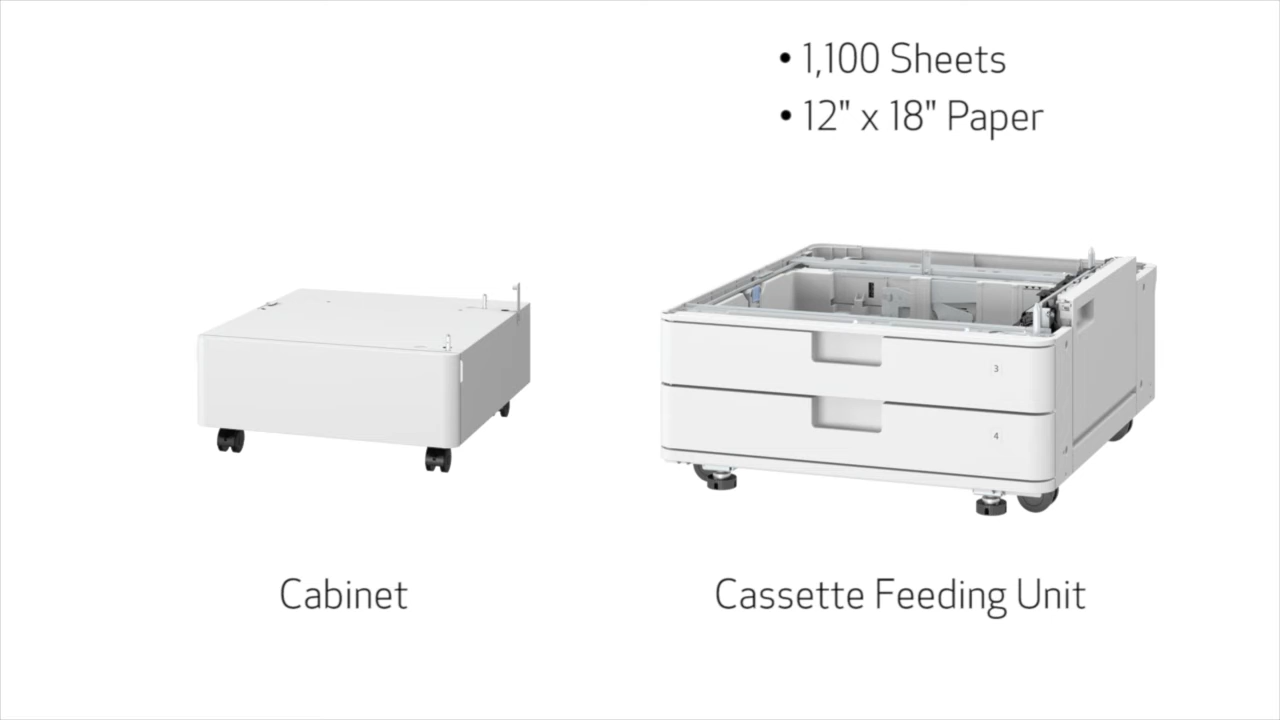 • 1,100 Sheets
• 12" x 18" Paper
3
4
Cabinet
Cassette Feeding Unit